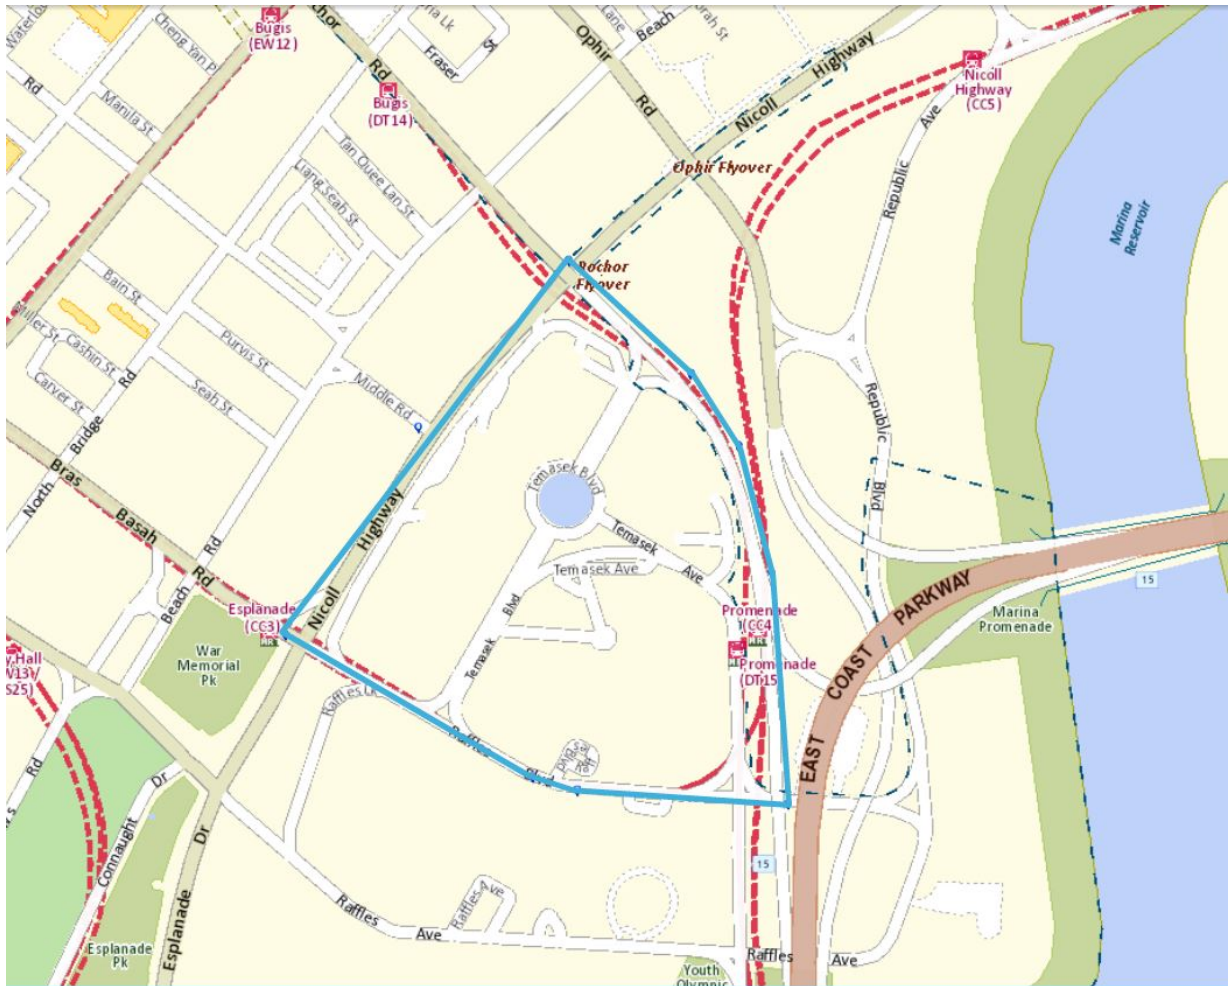 Bugis
(EW12)
Cheng Yan P
Rd
Manila St
Fraser
Beach
Ophir
Rd
Nicoll
Highway
Nicoll
Highway
(CC5)
Rd
Bugis
(DT14)
Tan Quee Lan St
Liang Seah St
Ophir Flyover
Republic
Ave
Marina
Reservoir
Rochor
Flyover
Bain St
Cashin St
Carver St
Purvis St
Seah St
Middle Rd
North
Bridge
Rd
Bras
Basah
Rd
Beach
Rd
Nicoll
Highway
Temasek Blvd
Temasek
Ave
Temasek Ave
Temasek
Blvd
Republic
Blvd
Esplanade
(CC3)
War
Memorial
Pk
Promenade
(CC4
Promenade
(DT15
EAST
COAST
PARKWAY
15
Marina
Promenade
Raffles
Blvd
y Hall
Rd
Connaught
Dr
Esplanade
Dr
Raffles
Ave
Raffles Ave
15
Raffles
Ave
Esplanade
Pk
Youth
Olympic